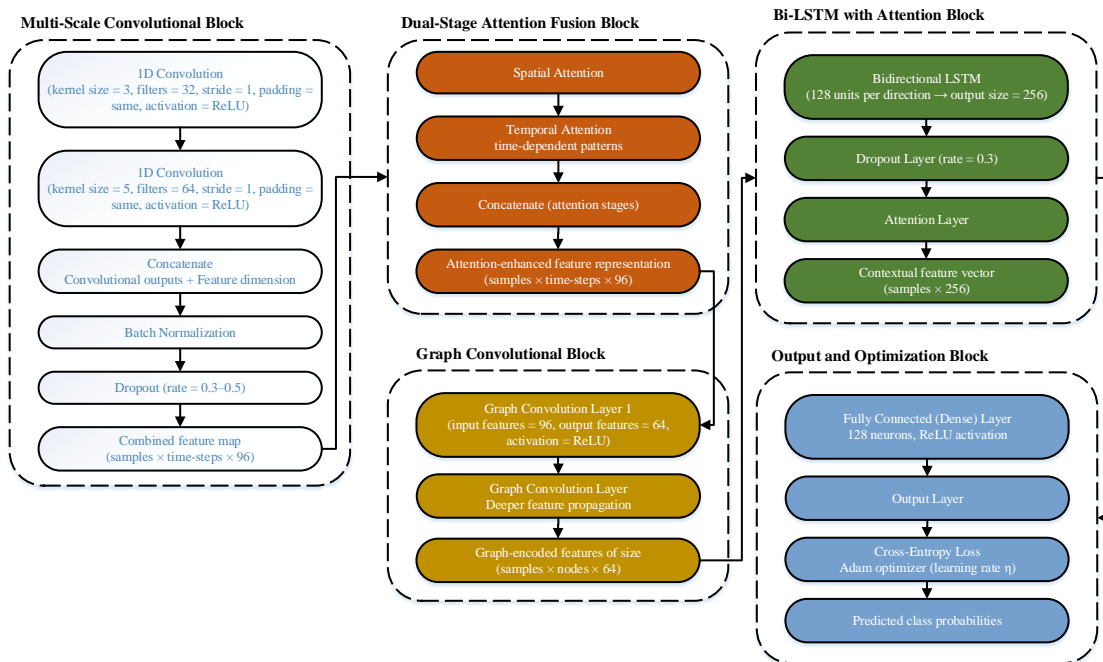 Multi-Scale Convolutional Block
1D Convolution
(kernel size = 3, filters = 32, stride = 1, padding =
same, activation = ReLU)
1D Convolution
(kernel size = 5, filters = 64, stride = 1, padding =
same, activation = ReLU)
Concatenate
Convolutional outputs + Feature dimension
Batch Normalization
Dropout (rate = 0.3–0.5)
Combined feature map
(samples × time-steps × 96)
Dual-Stage Attention Fusion Block
Spatial Attention
Temporal Attention
time-dependent patterns
Concatenate (attention stages)
Attention-enhanced feature representation
(samples × time-steps × 96)
Graph Convolutional Block
Graph Convolution Layer 1
(input features = 96, output features = 64,
activation = ReLU)
Graph Convolution Layer
Deeper feature propagation
Graph-encoded features of size
(samples × nodes × 64)
Bi-LSTM with Attention Block
Bidirectional LSTM
(128 units per direction → output size = 256)
Dropout Layer (rate = 0.3)
Attention Layer
Contextual feature vector
(samples × 256)
Output and Optimization Block
Fully Connected (Dense) Layer
128 neurons, ReLU activation
Output Layer
Cross-Entropy Loss
Adam optimizer (learning rate η)
Predicted class probabilities